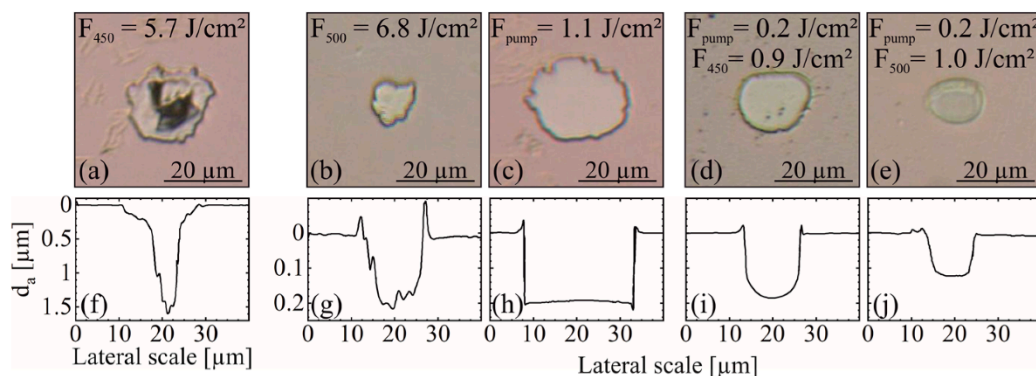 F450 = 5.7 J/cm²
F500 = 6.8 J/cm²
Fpump = 1.1 J/cm²
Fpump = 0.2 J/cm²
F450 = 0.9 J/cm²
Fpump = 0.2 J/cm²
F500 = 1.0 J/cm²
(a) 20 µm
(b) 20 µm
(c) 20 µm
(d) 20 µm
(e) 20 µm
da [µm]
0
0.5
1
1.5
(f)
0
0.1
0.2
(g)
(h)
(i)
(j)
0 10 20 30
0 10 20 30
0 10 20 30
0 10 20 30
0 10 20 30
Lateral scale [µm]
Lateral scale [µm]